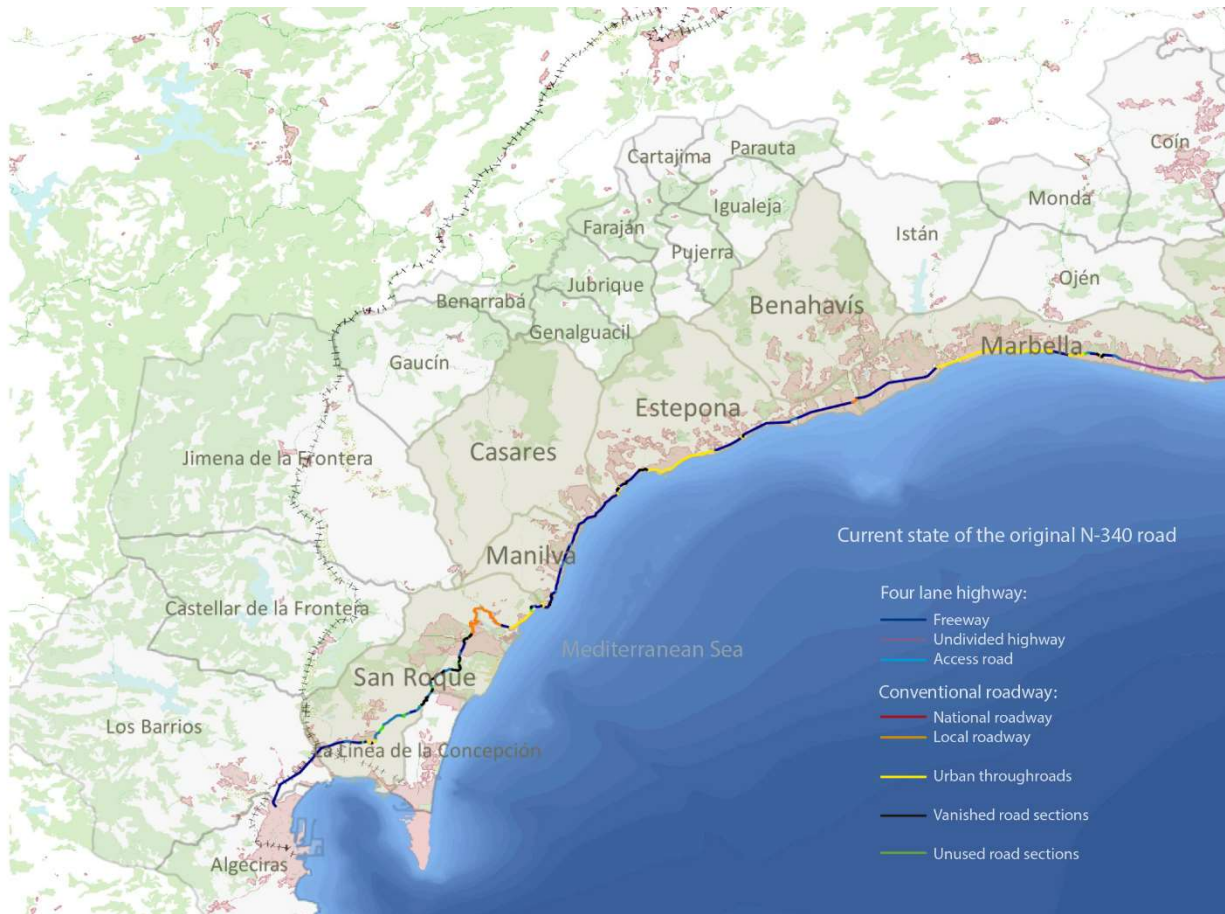 Coín
Parauta
Cartajima
Monda
Igualeja
Istán
Faraján
Pujerra
Ojén
Jubrique
Benarrabá
Benahavís
Genalguacil
Marbella
Gaucín
Estepona
Casares
Jimena de la Frontera
Manilva
Castellar de la Frontera
Mediterranean Sea
San Roque
Los Barrios
La Línea de la Concepción
Algeciras
Current state of the original N-340 road
Four lane highway:
Freeway
Undivided highway
Access road
Conventional roadway:
National roadway
Local roadway
Urban throughroads
Vanished road sections
Unused road sections